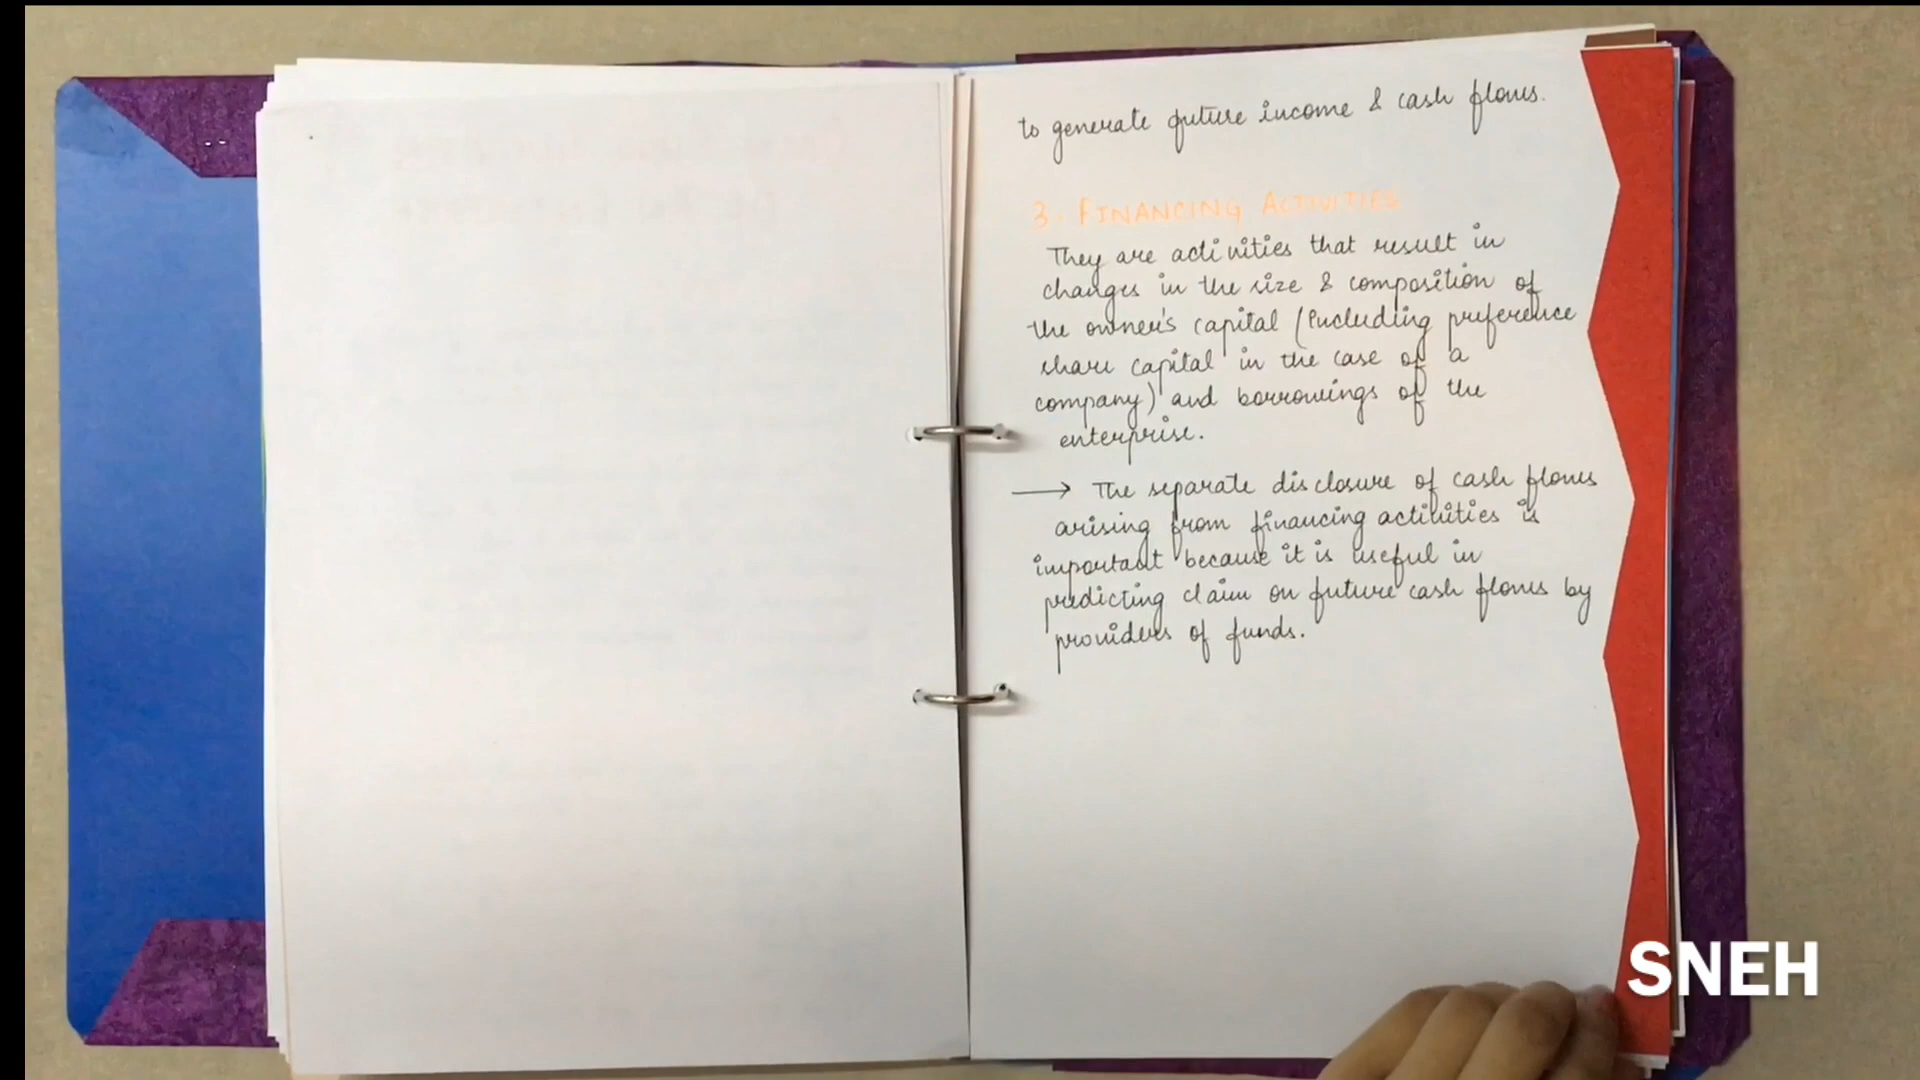 to generate future income & cash flows.
3. FINANCING ACTIVITIES
They are activities that result in
changes in the size & composition of
the owner's capital (Including preference
share capital in the case of a
company) and borrowings of the
enterprise.
→ The separate disclosure of cash flows
arising from financing activities is
important because it is useful in
predicting claim on future cash flows by
providers of funds.
SNEH